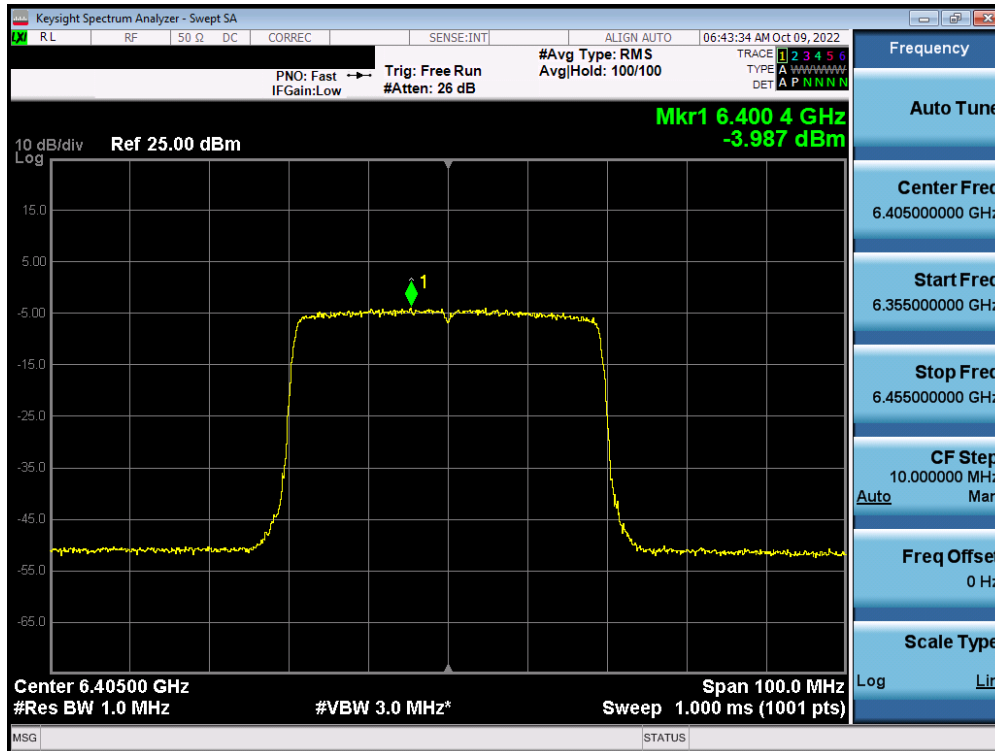 Keysight Spectrum Analyzer - Swept SA
LXI RL RF 50 Ω DC CORREC SENSE:INT ALIGN AUTO 06:43:34 AM Oct 09, 2022
PNO: Fast
IFGain:Low
Trig: Free Run
#Atten: 26 dB
#Avg Type: RMS
Avg|Hold: 100/100
TRACE 1 2 3 4 5 6
TYPE A WWWWW
DET A P N N N N
Mkr1 6.400 4 GHz
-3.987 dBm
10 dB/div Ref 25.00 dBm
Log
15.0
5.00
-5.00
-15.0
-25.0
-35.0
-45.0
-55.0
-65.0
1
Center 6.40500 GHz Span 100.0 MHz
#Res BW 1.0 MHz #VBW 3.0 MHz* Sweep 1.000 ms (1001 pts)
MSG STATUS
Frequency
Auto Tune
Center Freq
6.405000000 GHz
Start Freq
6.355000000 GHz
Stop Freq
6.455000000 GHz
CF Step
10.000000 MHz
Auto Man
Freq Offset
0 Hz
Scale Type
Log Lin